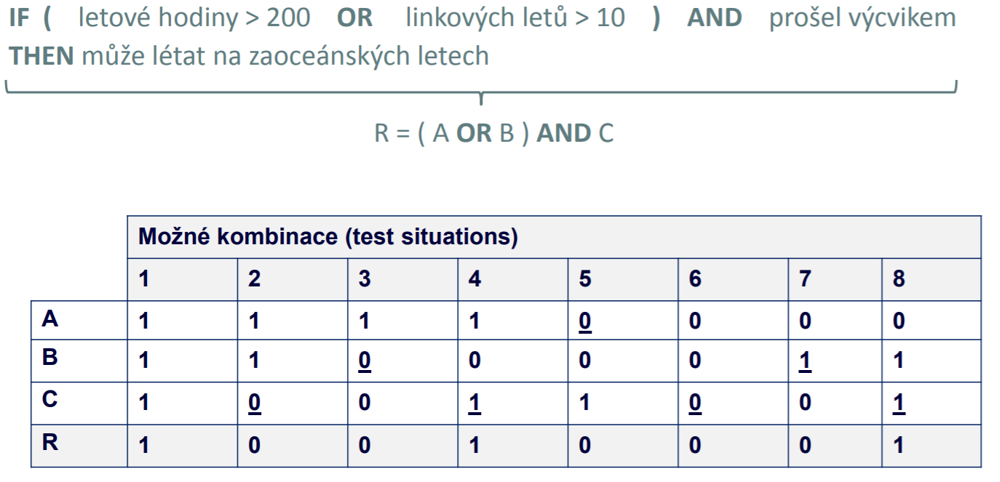 IF ( letové hodiny > 200 OR linkových letů > 10 ) AND prošel výcvikem
THEN může létat na zaoceánských letech
R = ( A OR B ) AND C
Možné kombinace (test situations)
1 2 3 4 5 6 7 8
A 1 1 1 1 0 0 0 0
B 1 1 0 0 0 0 1 1
C 1 0 0 1 1 0 0 1
R 1 0 0 1 0 0 0 1